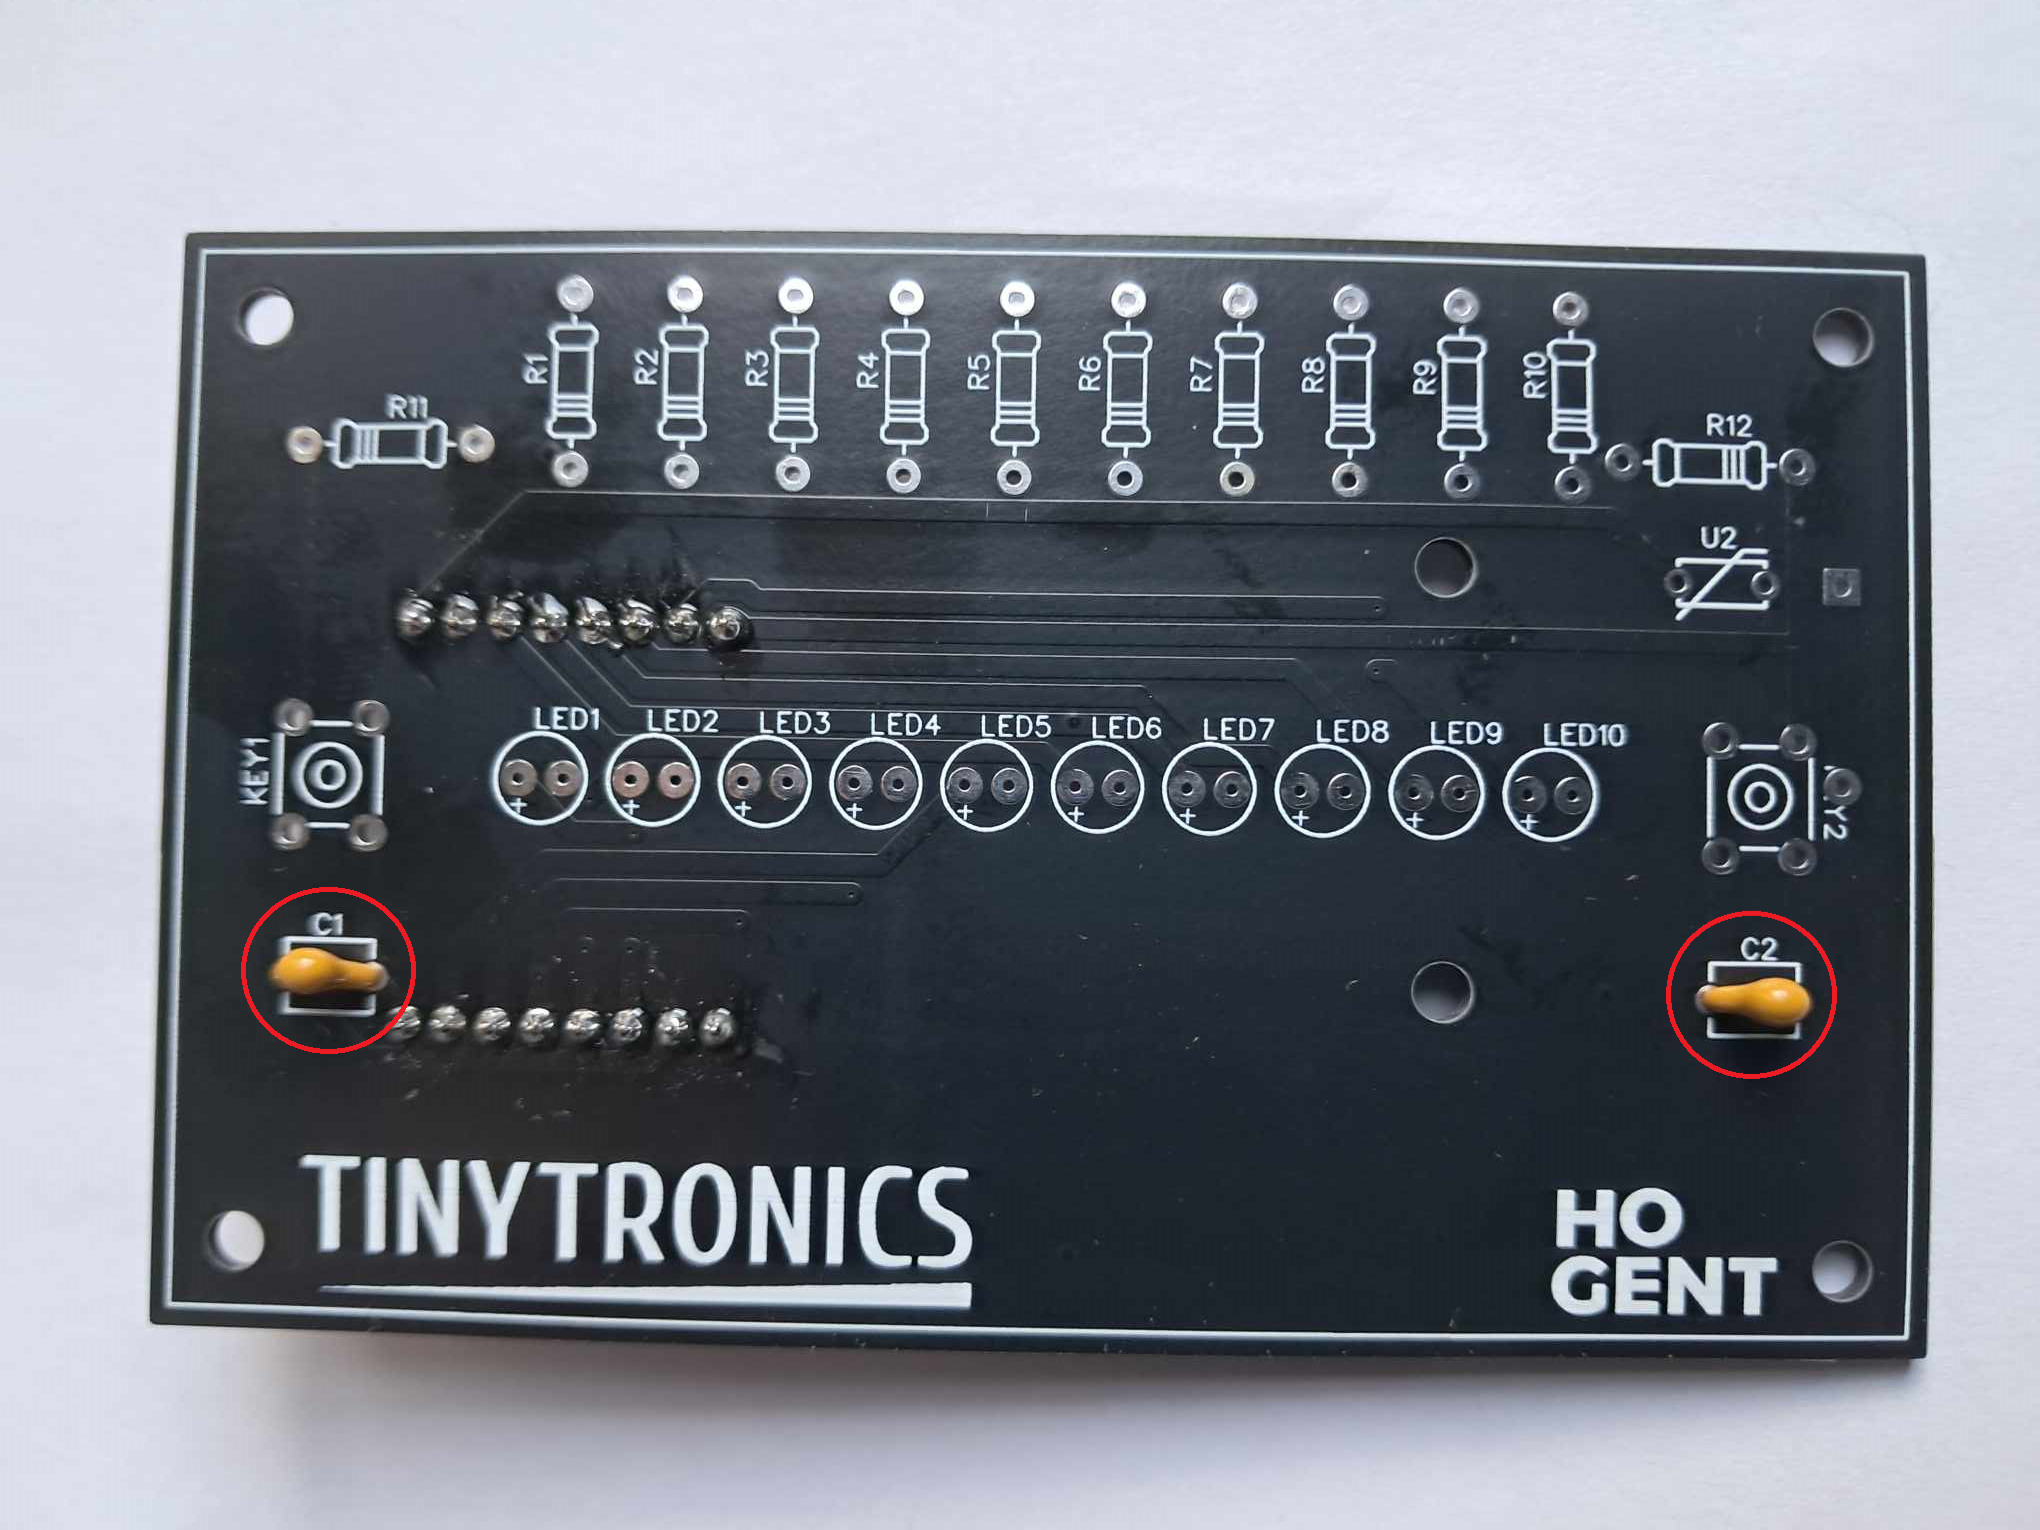 R1 R2 R3 R4 R5 R6 R7 R8 R9 R10
R11
R12
U2
LED1 LED2 LED3 LED4 LED5 LED6 LED7 LED8 LED9 LED10
KEY1
Y2
C1
C2
TINYTRONICS
HO
GENT